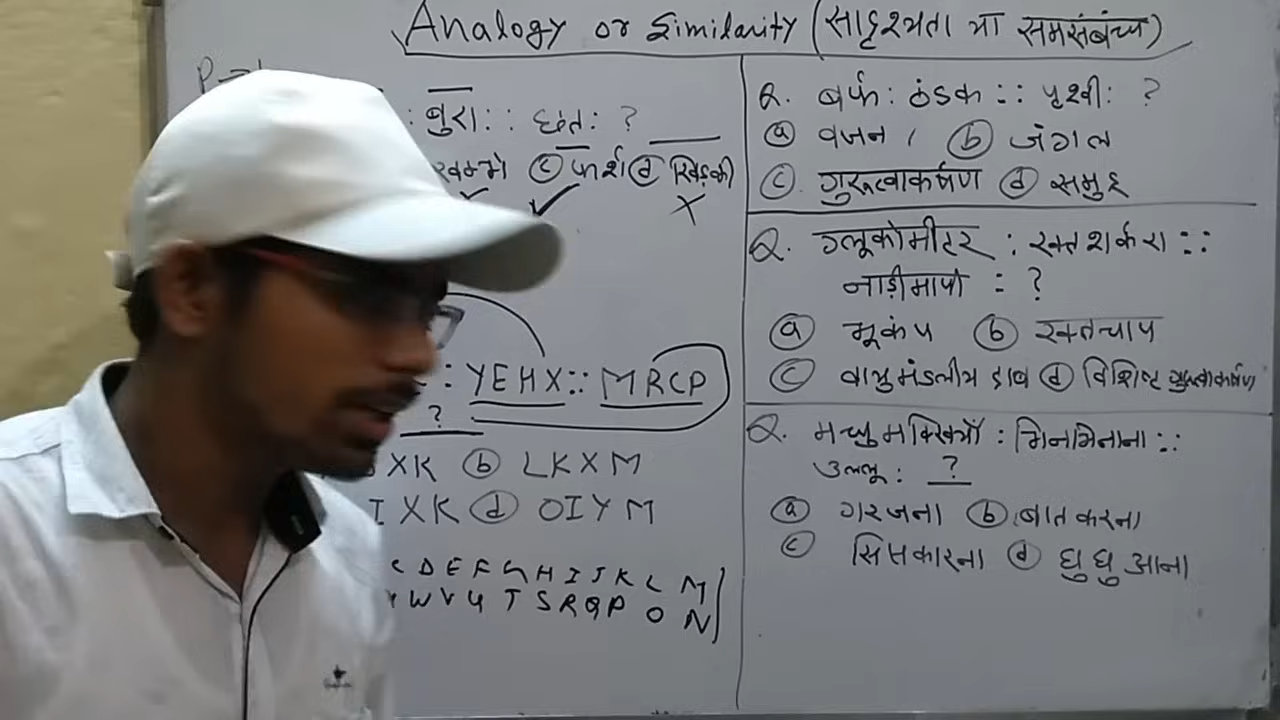 Analogy or Similarity (सादृश्यता या समसंबंध)
: बुरा :: छत : ?
खम्भे (c) फर्श (d) खिड़की
: YEHX :: MRCP
?
XK (b) LKXM
IXK (d) OIYM
C D E F G H I J K L M
W V U T S R Q P O N
Q. बर्फ : ठंडक :: पृथ्वी : ?
(a) वजन (b) जंगल
(c) गुरुत्वाकर्षण (d) समुद्र
Q. ग्लूकोमीटर : रक्त शर्करा ::
नाड़ीमापी : ?
(a) भूकंप (b) रक्तचाप
(c) वायुमंडलीय दाब (d) विशिष्ट गुरुत्वाकर्षण
Q. मधुमक्खियाँ : भिनभिनाना ::
उल्लू : ?
(a) गरजना (b) बात करना
(c) सिसकारना (d) घुघुआना